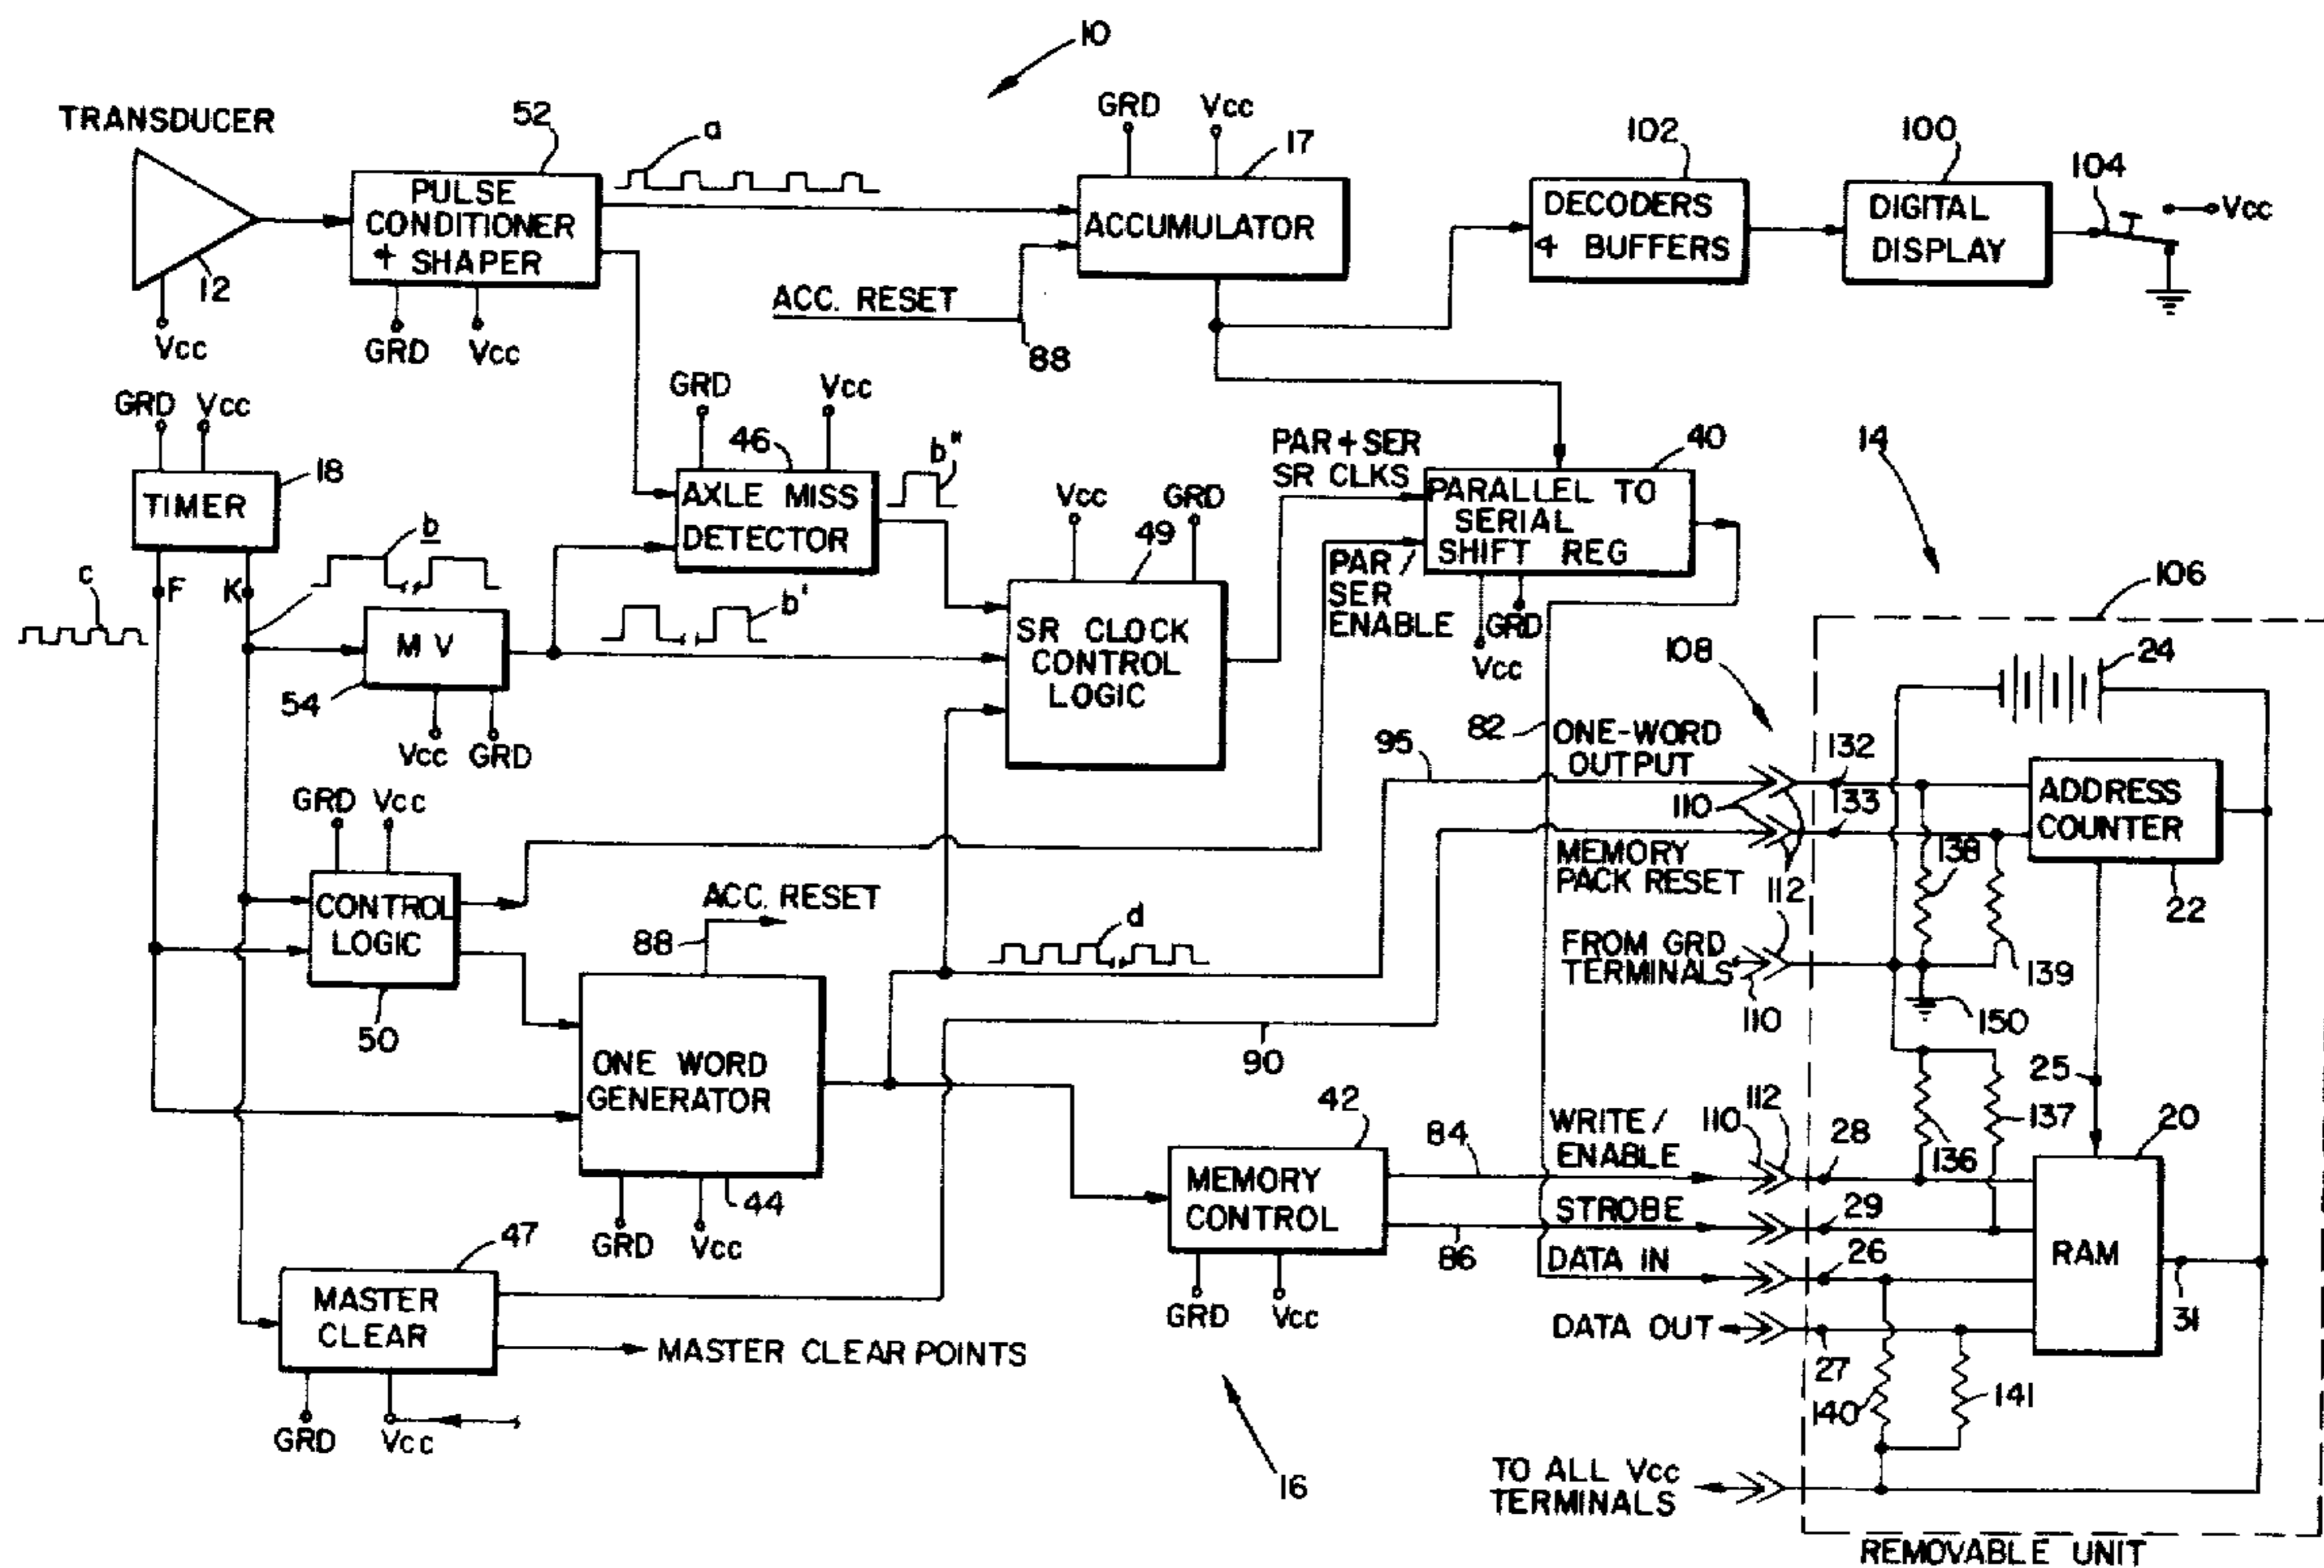 10
TRANSDUCER
12
Vcc
52
PULSE
CONDITIONER
+ SHAPER
GRD
Vcc
a
GRD
Vcc
17
ACCUMULATOR
ACC. RESET
88
102
DECODERS
4 BUFFERS
100
DIGITAL
DISPLAY
104
Vcc
GRD
Vcc
18
TIMER
c
F
K
b
MV
54
Vcc
GRD
GRD
Vcc
46
AXLE MISS
DETECTOR
b"
b'
Vcc
GRD
49
SR CLOCK
CONTROL
LOGIC
PAR + SER
SR CLKS
40
PARALLEL TO
SERIAL
SHIFT REG
PAR /
SER
ENABLE
GRD
Vcc
14
106
108
24
82
95
ONE-WORD
OUTPUT
132
133
110
ADDRESS
COUNTER
MEMORY
PACK RESET
112
138
22
GRD
Vcc
CONTROL
LOGIC
50
ACC. RESET
88
d
FROM GRD
TERMINALS
110
139
150
90
ONE WORD
GENERATOR
44
GRD
Vcc
25
42
MEMORY
CONTROL
GRD
Vcc
84
86
WRITE /
ENABLE
110
112
28
136
137
20
STROBE
29
DATA IN
26
RAM
DATA OUT
27
31
140
141
47
MASTER
CLEAR
MASTER CLEAR POINTS
GRD
Vcc
16
TO ALL Vcc
TERMINALS
REMOVABLE UNIT